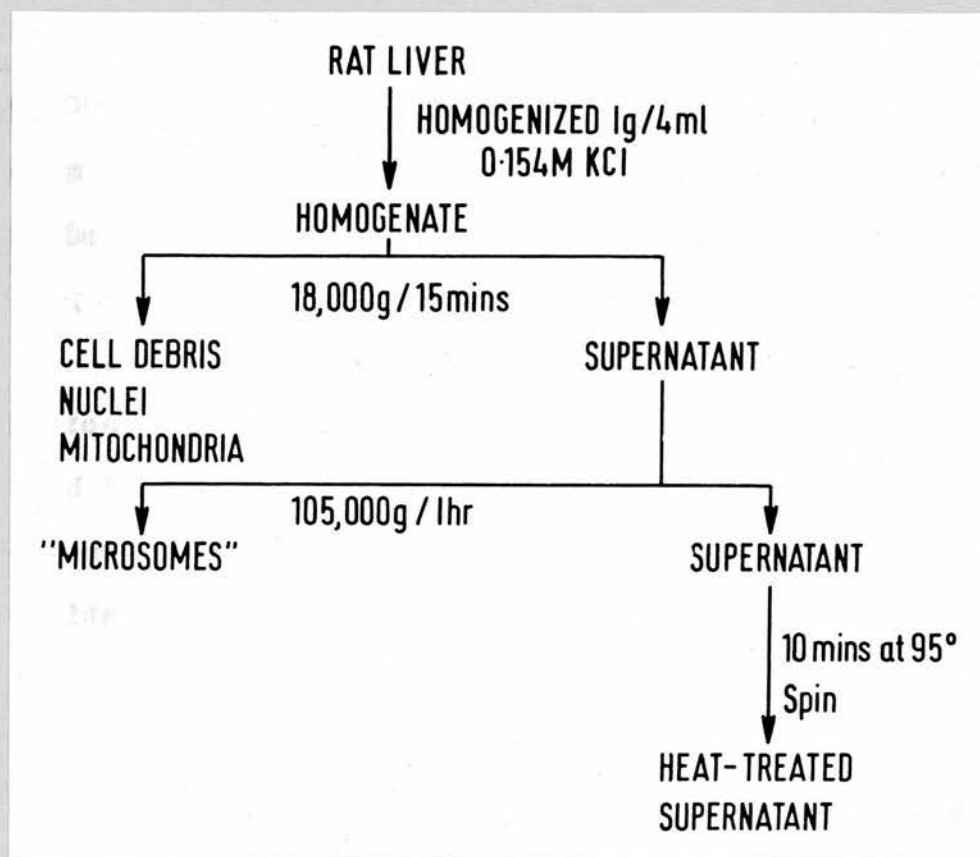 RAT LIVER
HOMOGENIZED 1g/4ml
0·154M KCl
HOMOGENATE
18,000g / 15mins
CELL DEBRIS
NUCLEI
MITOCHONDRIA
SUPERNATANT
105,000g / 1hr
"MICROSOMES"
SUPERNATANT
10 mins at 95°
Spin
HEAT-TREATED
SUPERNATANT